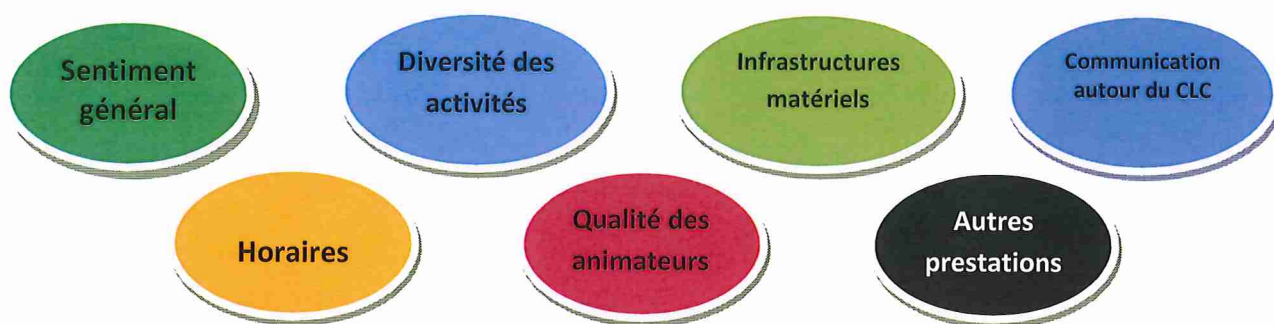 Sentiment
général
Diversité des
activités
Infrastructures
matériels
Communication
autour du CLC
Horaires
Qualité des
animateurs
Autres
prestations